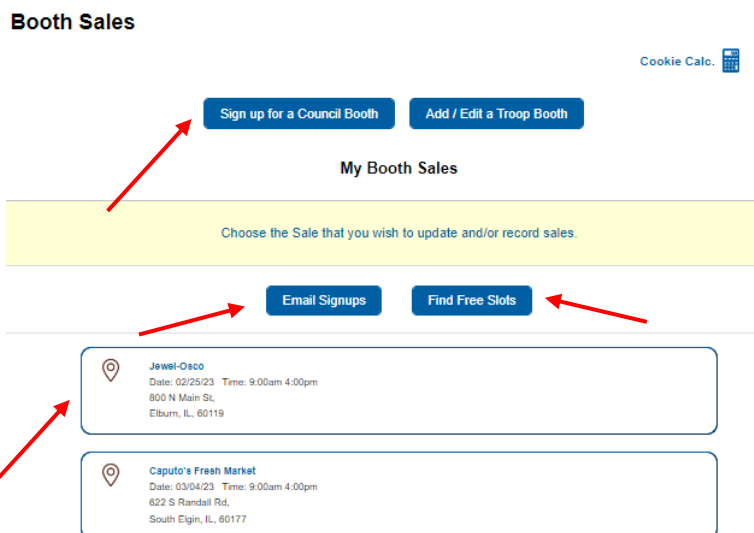 Booth Sales
Cookie Calc.
Sign up for a Council Booth
Add / Edit a Troop Booth
My Booth Sales
Choose the Sale that you wish to update and/or record sales.
Email Signups
Find Free Slots
Jewel-Osco
Date: 02/25/23 Time: 9:00am 4:00pm
800 N Main St,
Elburn, IL, 60119
Caputo's Fresh Market
Date: 03/04/23 Time: 9:00am 4:00pm
622 S Randall Rd,
South Elgin, IL, 60177